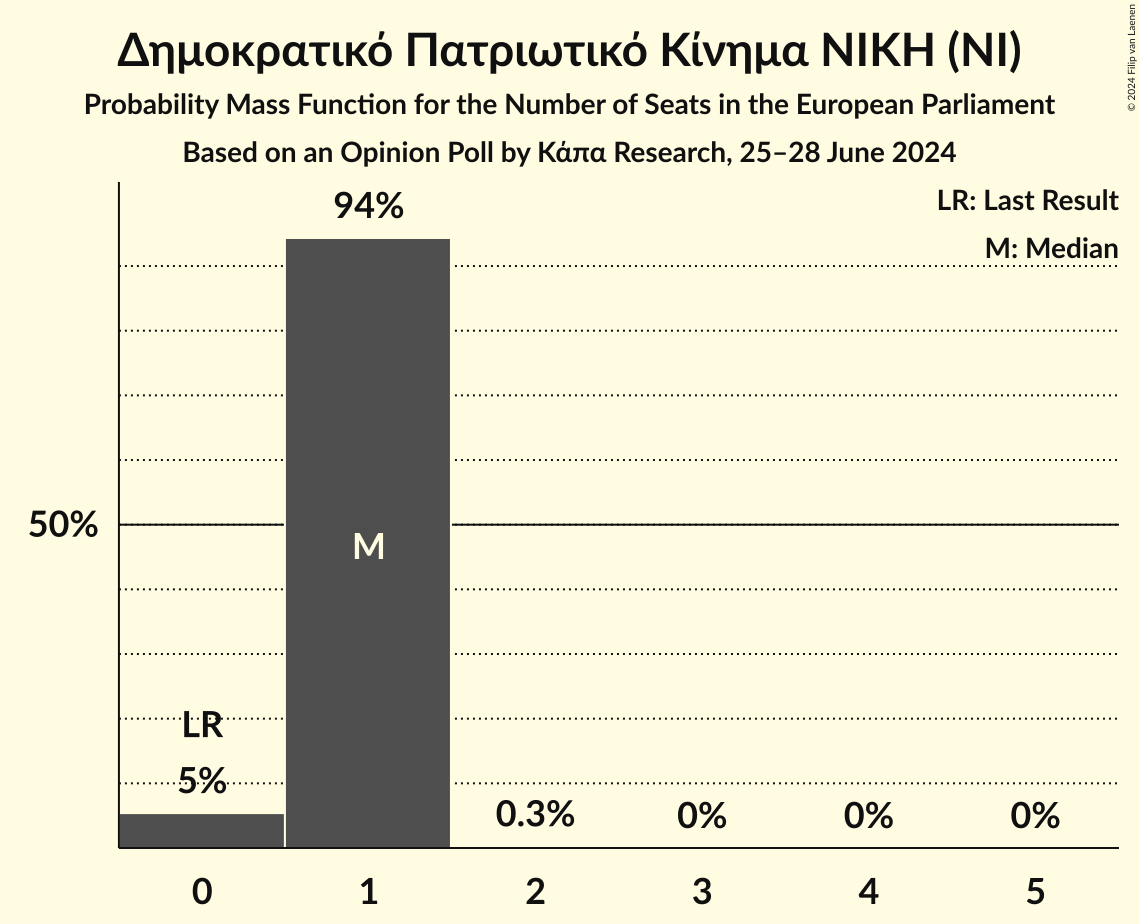 Δημοκρατικό Πατριωτικό Κίνημα ΝΙΚΗ (NI)
Probability Mass Function for the Number of Seats in the European Parliament
Based on an Opinion Poll by Κάπα Research, 25–28 June 2024
© 2024 Filip van Laenen
LR: Last Result
M: Median
94%
50%
M
LR
5%
0.3%
0%
0%
0%
0
1
2
3
4
5